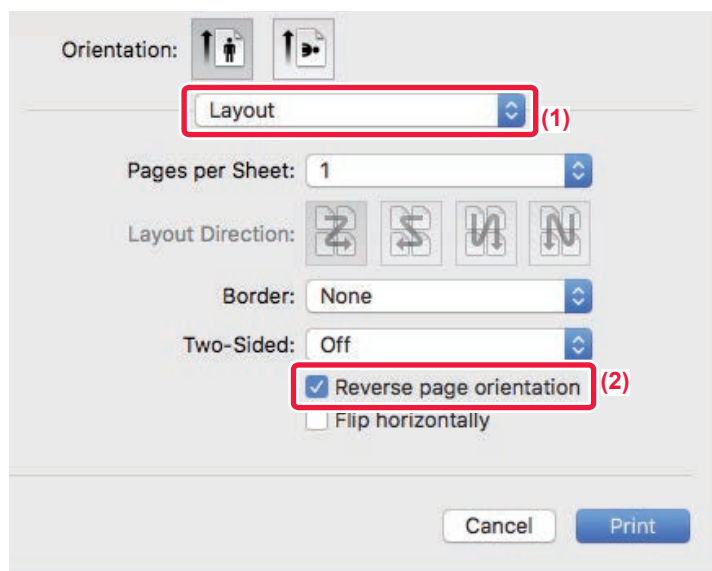 Orientation:
Layout
(1)
Pages per Sheet: 1
Layout Direction:
Border: None
Two-Sided: Off
Reverse page orientation
(2)
Flip horizontally
Cancel Print